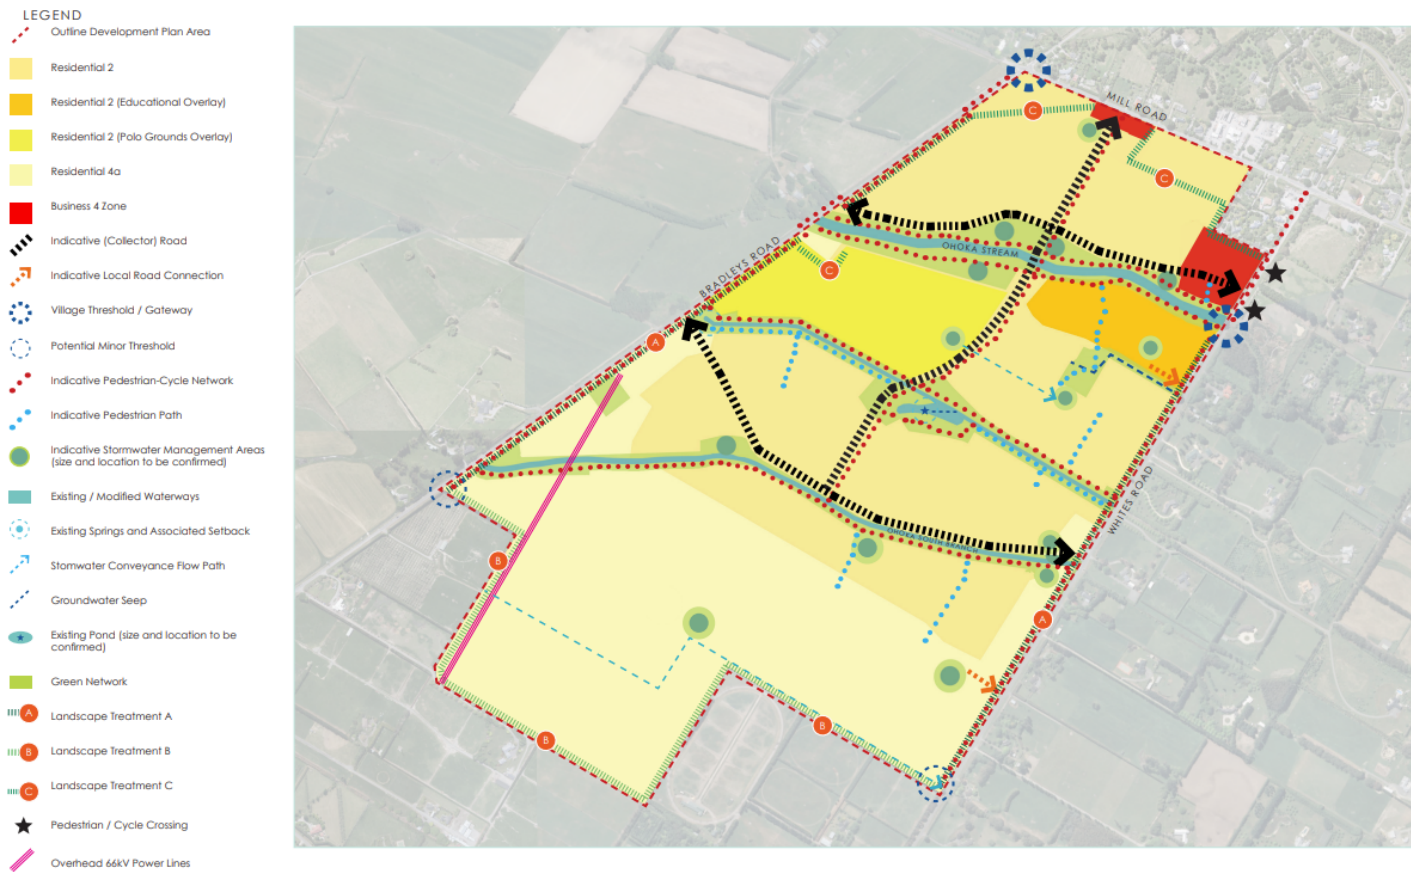 LEGEND
Outline Development Plan Area
Residential 2
Residential 2 (Educational Overlay)
Residential 2 (Polo Grounds Overlay)
Residential 4a
Business 4 Zone
Indicative (Collector) Road
Indicative Local Road Connection
Village Threshold / Gateway
Potential Minor Threshold
Indicative Pedestrian-Cycle Network
Indicative Pedestrian Path
Indicative Stormwater Management Areas
(size and location to be confirmed)
Existing / Modified Waterways
Existing Springs and Associated Setback
Stormwater Conveyance Flow Path
Groundwater Seep
Existing Pond (size and location to be
confirmed)
Green Network
A Landscape Treatment A
B Landscape Treatment B
C Landscape Treatment C
Pedestrian / Cycle Crossing
Overhead 66kV Power Lines
MILL ROAD
C
C
OHOKA STREAM
BRADLEYS ROAD
C
A
WHITES ROAD
OHOKA SOUTH BRANCH
B
A
B
B